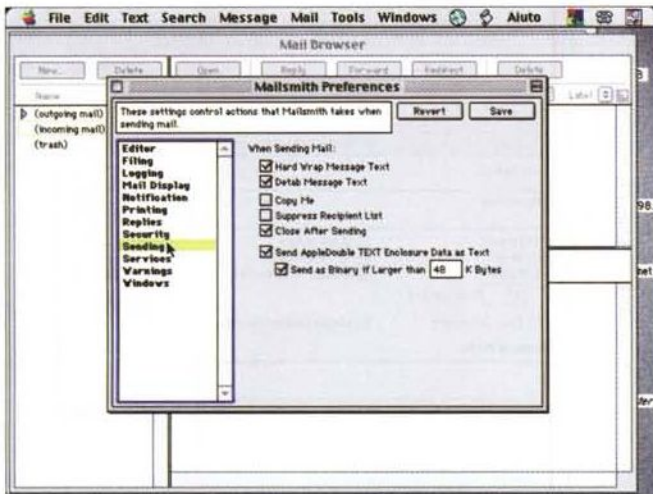 File Edit Text Search Message Mail Tools Windows Aiuto
Mail Browser
New... Delete Open Reply Forward Redirect Delete
Name Label
(outgoing mail)
(incoming mail)
(trash)
Mailsmith Preferences
These settings control actions that Mailsmith takes when
sending mail.
Revert Save
Editor
Filing
Logging
Mail Display
Notification
Printing
Replies
Security
Sending
Services
Warnings
Windows
When Sending Mail:
Hard Wrap Message Text
Detab Message Text
Copy Me
Suppress Recipient List
Close After Sending
Send AppleDouble TEXT Enclosure Data as Text
Send as Binary if Larger than 48 K Bytes
98